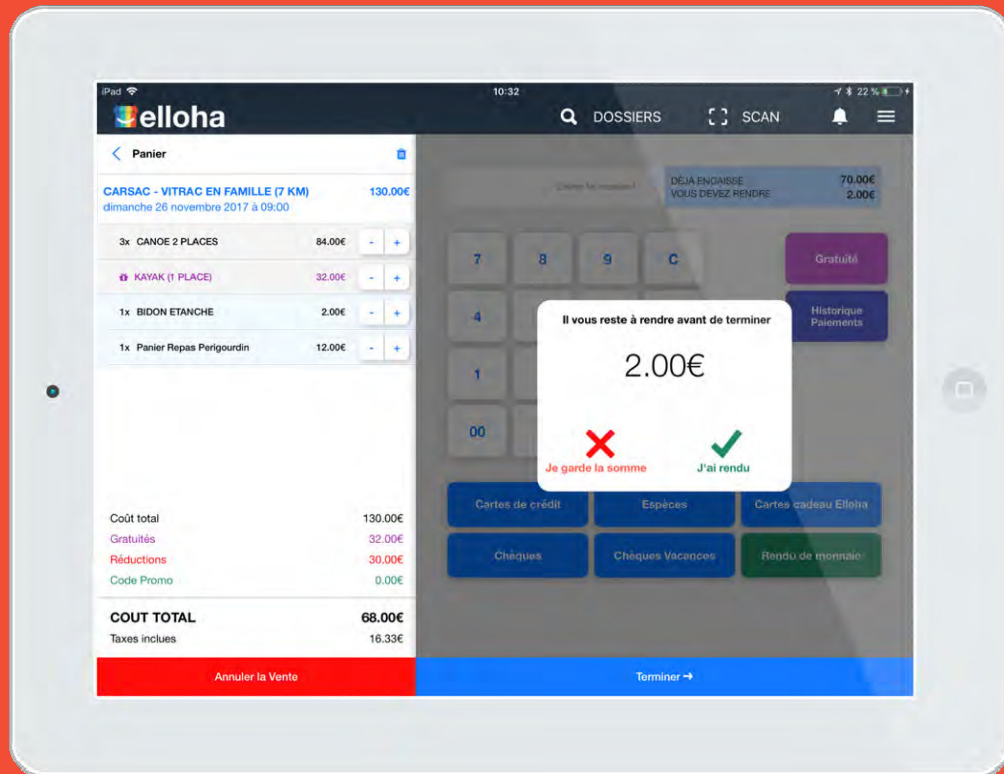 iPad
10:32
22 %
elloha
DOSSIERS
SCAN
Panier
CARSAC - VITRAC EN FAMILLE (7 KM) 130.00€
dimanche 26 novembre 2017 à 09:00
3x CANOE 2 PLACES 84.00€ - +
KAYAK (1 PLACE) 32.00€ - +
1x BIDON ETANCHE 2.00€ - +
1x Panier Repas Perigourdin 12.00€ - +
Coût total 130.00€
Gratuités 32.00€
Réductions 30.00€
Code Promo 0.00€
COUT TOTAL 68.00€
Taxes inclues 16.33€
Annuler la Vente
DÉJA ENCAISSE 70.00€
VOUS DEVEZ RENDRE 2.00€
7 8 9 C
4
1
00
Gratuité
Historique
Paiements
Il vous reste à rendre avant de terminer
2.00€
Je garde la somme
J'ai rendu
Cartes de crédit
Espèces
Cartes cadeau Elloha
Chèques
Chèques Vacances
Rendu de monnaie
Terminer →